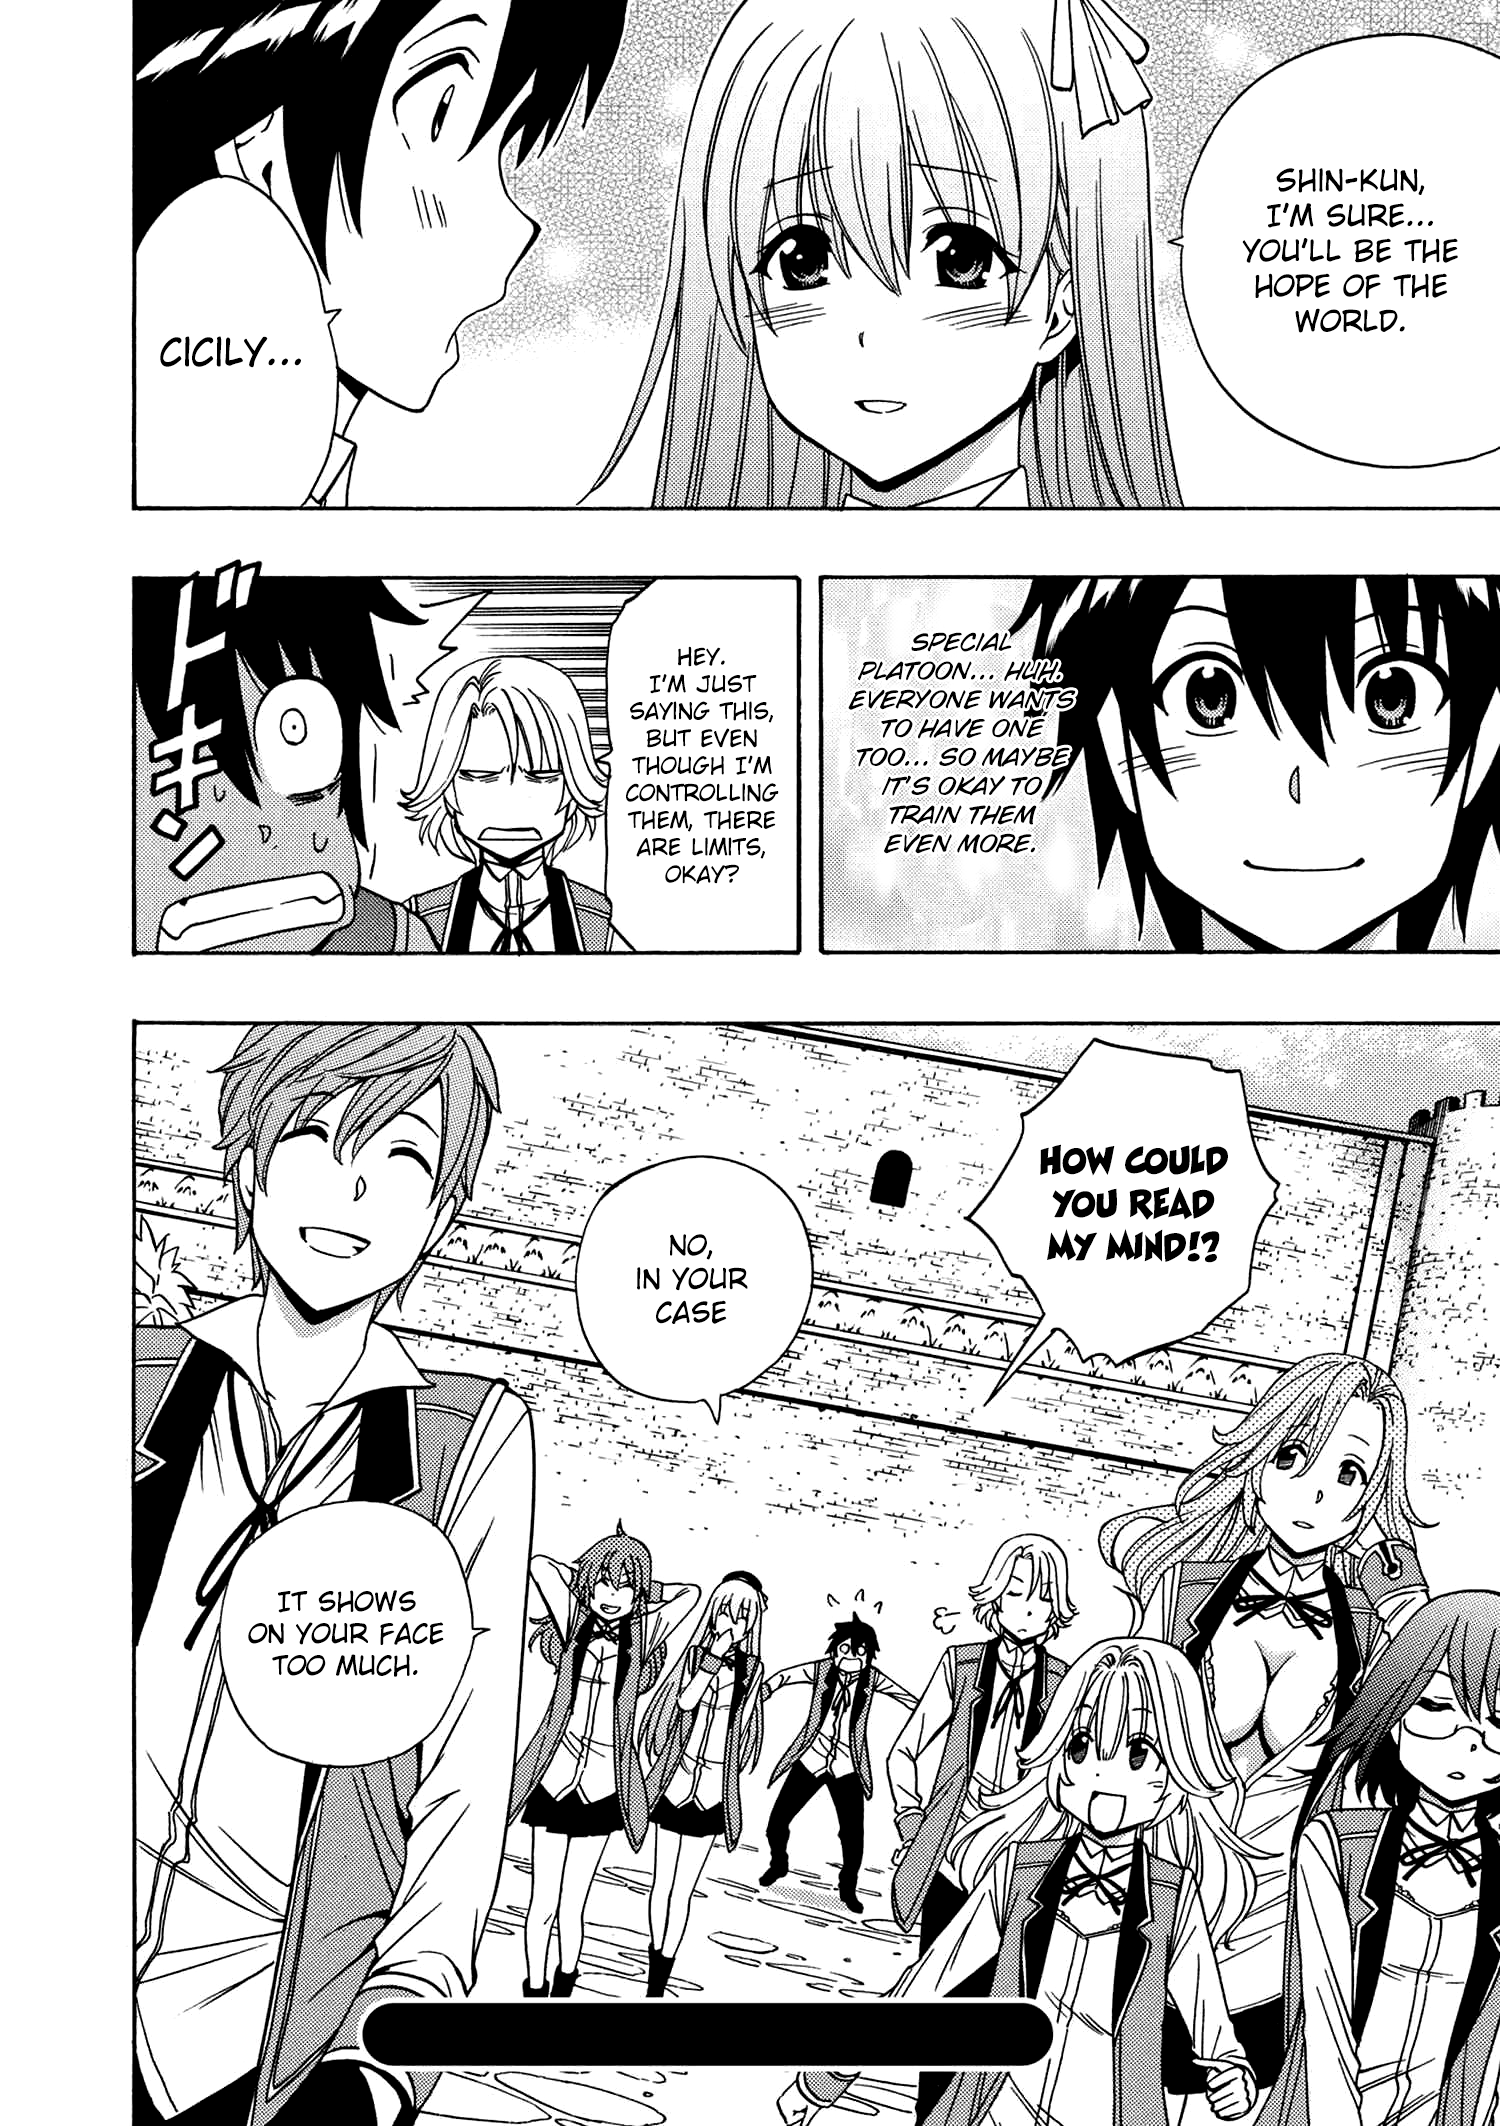 SHIN-KUN,
I'M SURE...
YOU'LL BE THE
HOPE OF THE
WORLD.
CICILY...
SPECIAL
PLATOON... HUH.
EVERYONE WANTS
TO HAVE ONE
TOO... SO MAYBE
IT'S OKAY TO
TRAIN THEM
EVEN MORE.
HEY.
I'M JUST
SAYING THIS,
BUT EVEN
THOUGH I'M
CONTROLLING
THEM, THERE
ARE LIMITS,
OKAY?
ドキン
HOW COULD
YOU READ
MY MIND!?
NO,
IN YOUR
CASE
IT SHOWS
ON YOUR FACE
TOO MUCH.